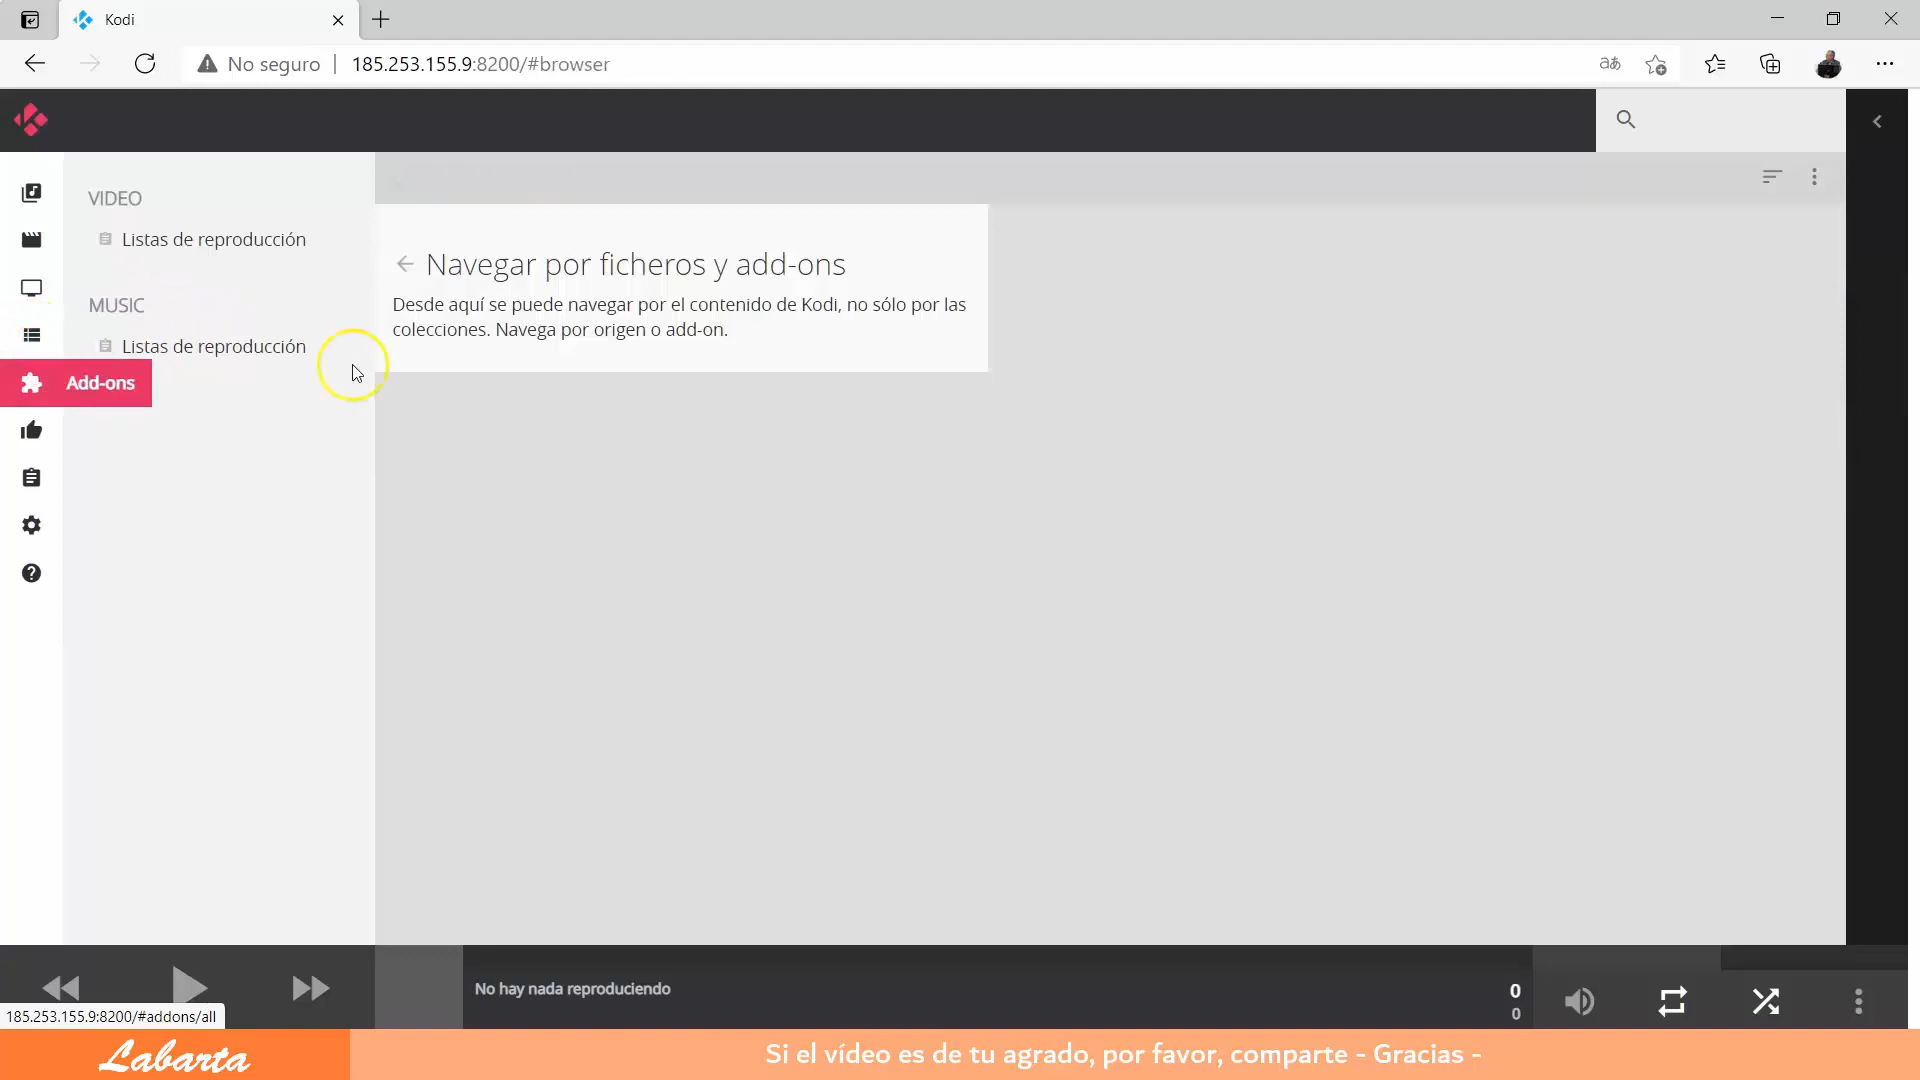 Kodi
No seguro
185.253.155.9:8200/#browser
VIDEO
Listas de reproducción
MUSIC
Listas de reproducción
Add-ons
Navegar por ficheros y add-ons
Desde aquí se puede navegar por el contenido de Kodi, no sólo por las
colecciones. Navega por origen o add-on.
No hay nada reproduciendo
0
0
185.253.155.9:8200/#addons/all
Labarta
Si el vídeo es de tu agrado, por favor, comparte - Gracias -